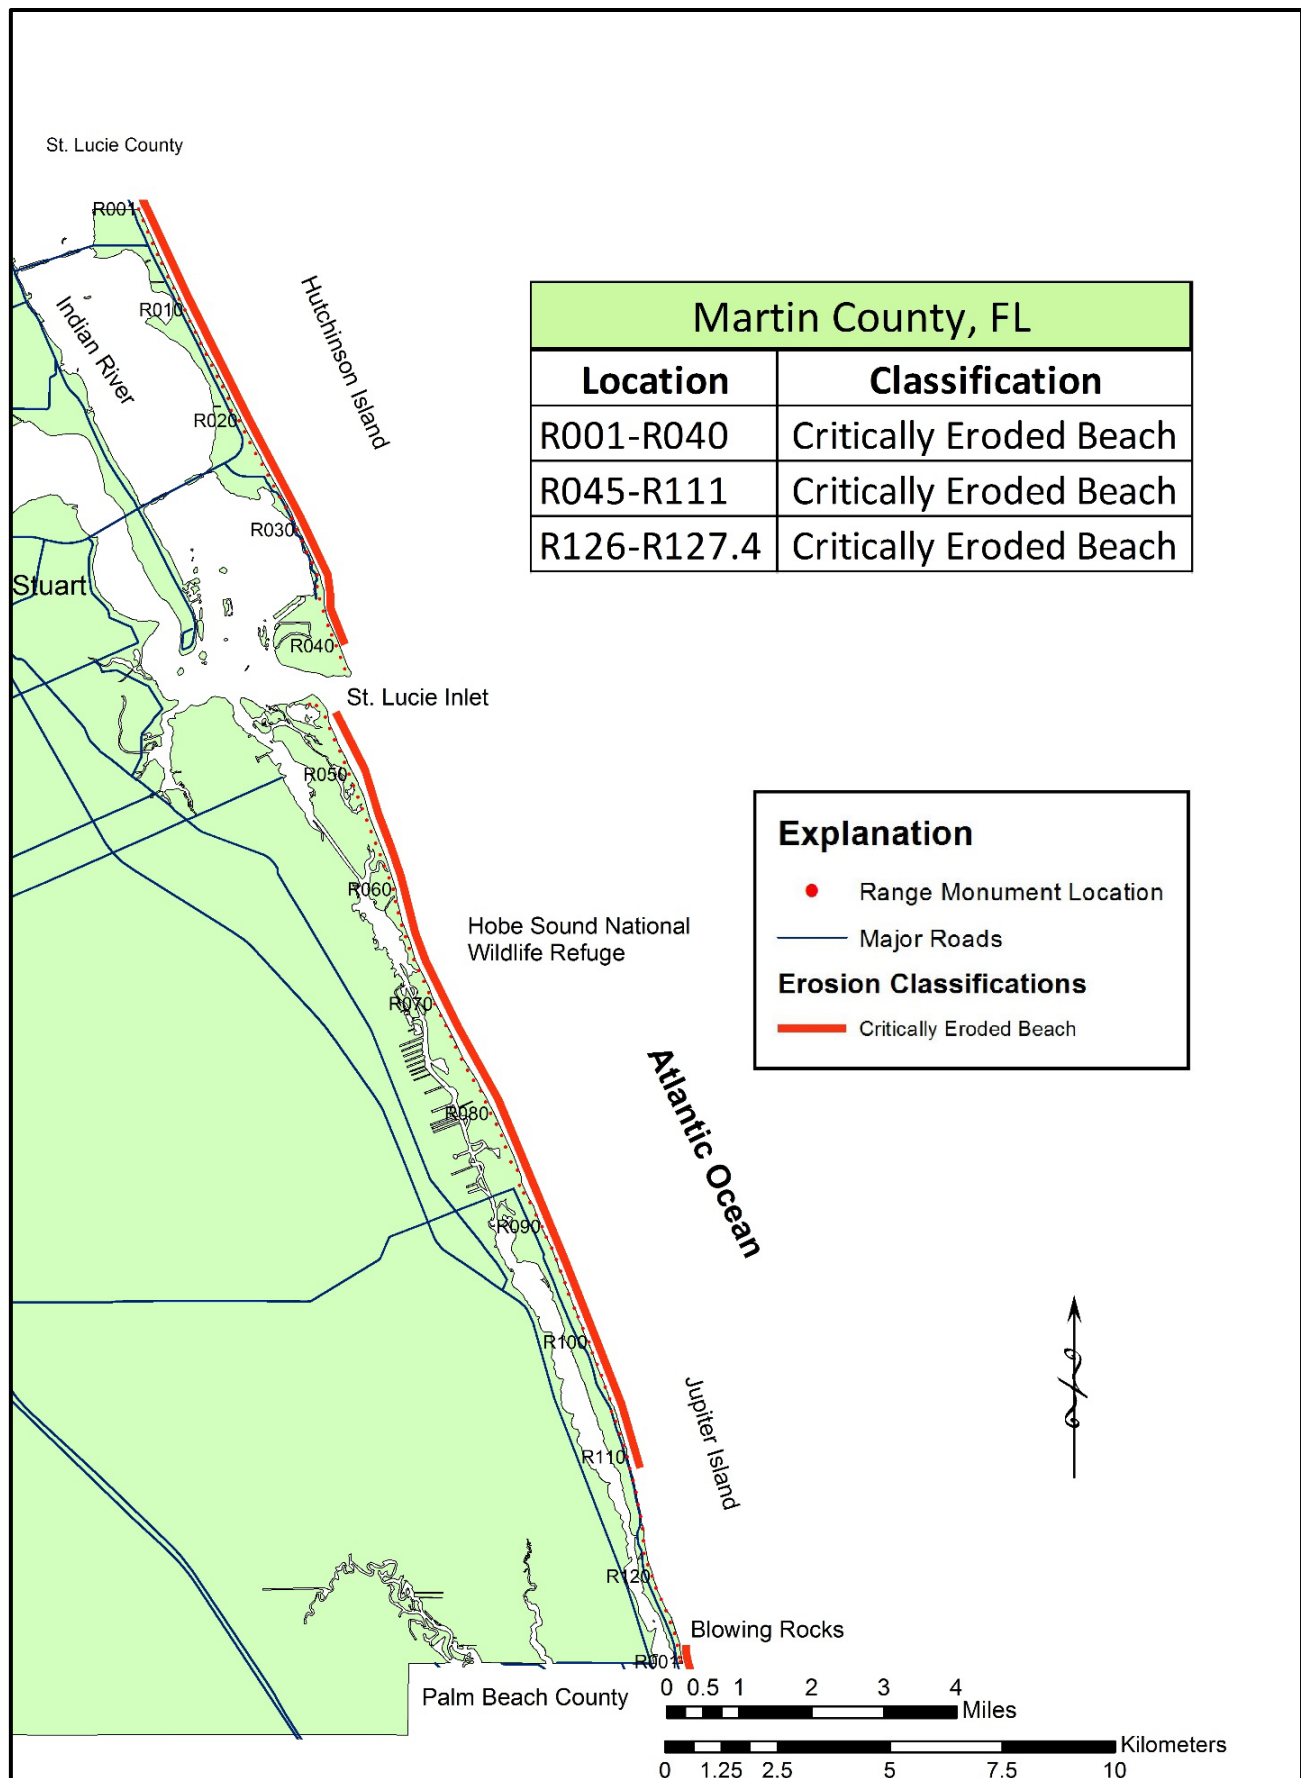 St. Lucie County
R001
Hutchinson Island
Indian River
R010
Martin County, FL
Location Classification
R001-R040 Critically Eroded Beach
R045-R111 Critically Eroded Beach
R126-R127.4 Critically Eroded Beach
R020
R030
Stuart
R040
St. Lucie Inlet
R050
Explanation
Range Monument Location
Major Roads
Erosion Classifications
Critically Eroded Beach
R060
Hobe Sound National
Wildlife Refuge
R070
Atlantic Ocean
R080
R090
R100
Jupiter Island
R110
R120
Blowing Rocks
R001
Palm Beach County
0 0.5 1 2 3 4
Miles
Kilometers
0 1.25 2.5 5 7.5 10